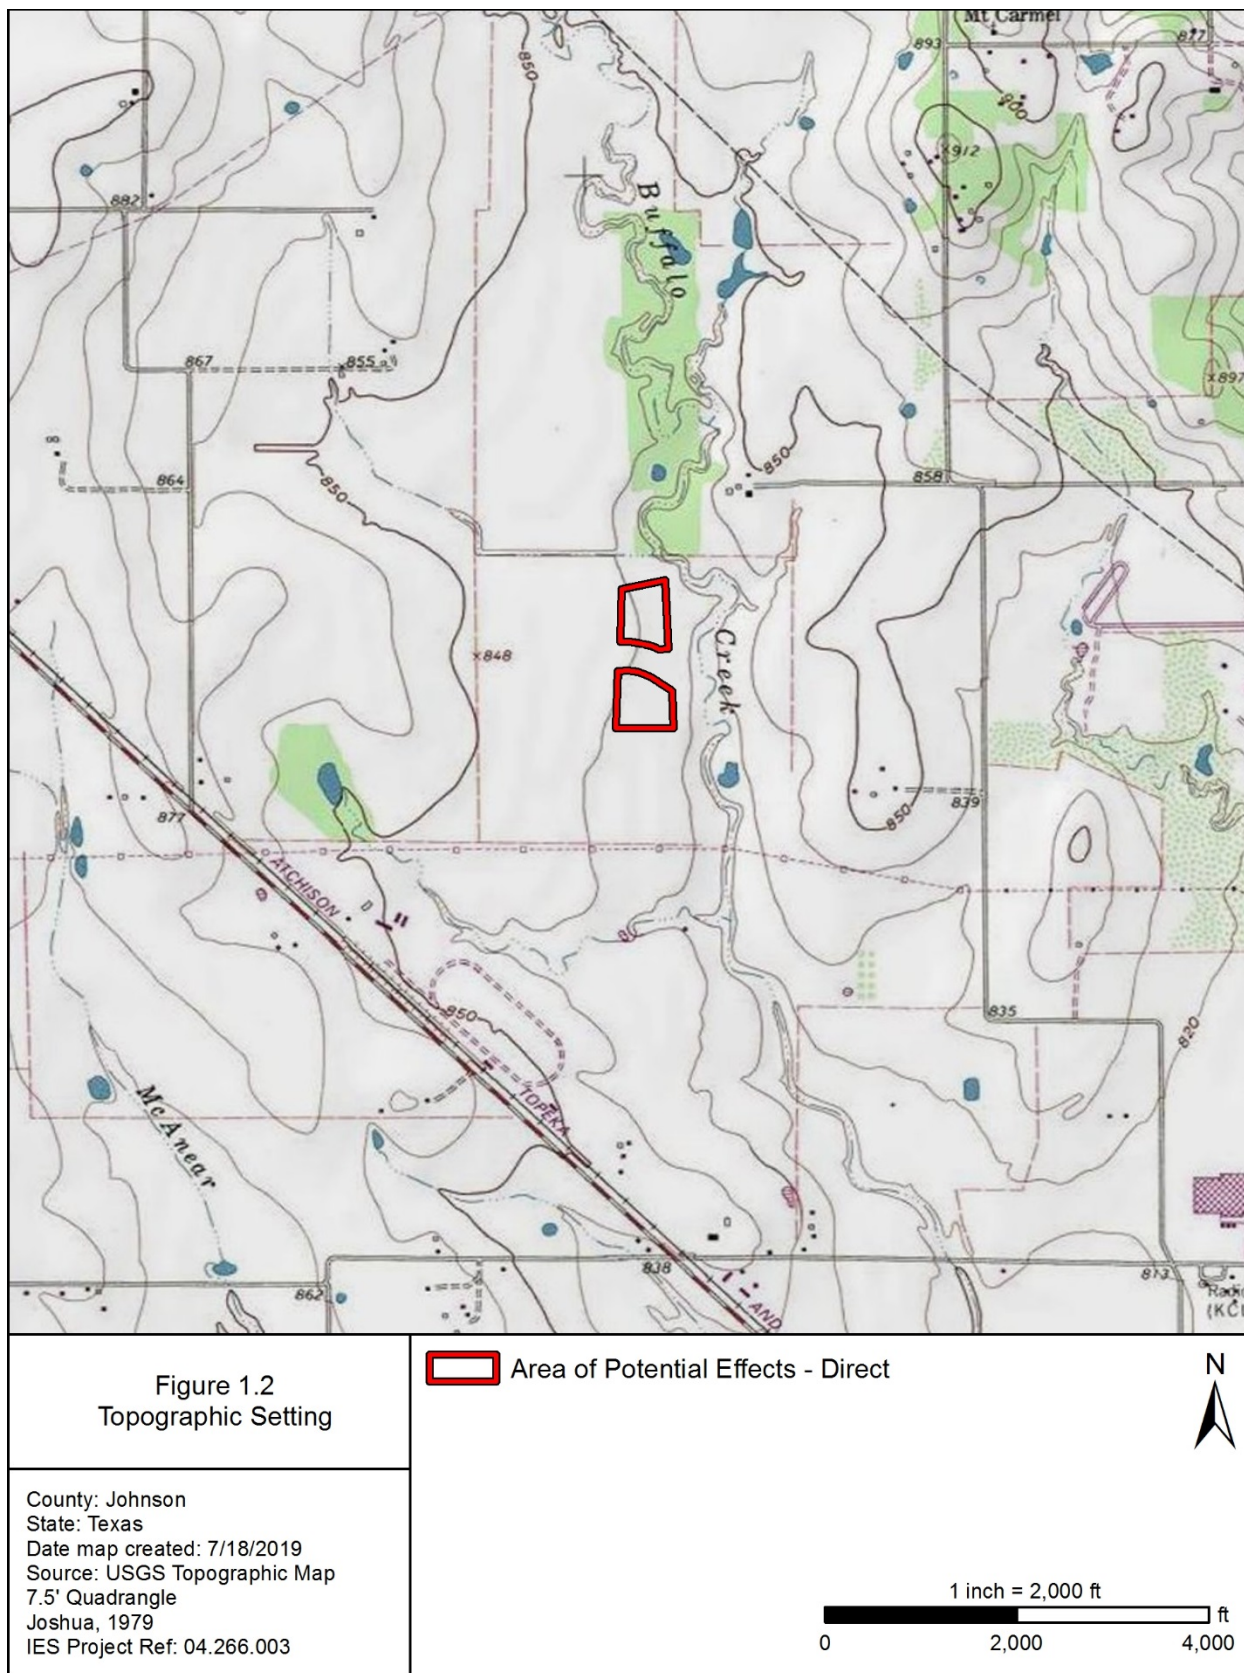 Mt Carmel
893
877
850
900
×912
882
Buffalo
867
×855
×897
850
864
850
858
×848
Creek
877
839
850
ATCHISON
835
850
820
TOPEKA
McAnear
838
813
862
AND
Figure 1.2
Topographic Setting
County: Johnson
State: Texas
Date map created: 7/18/2019
Source: USGS Topographic Map
7.5' Quadrangle
Joshua, 1979
IES Project Ref: 04.266.003
Area of Potential Effects - Direct
N
1 inch = 2,000 ft
ft
0 2,000 4,000